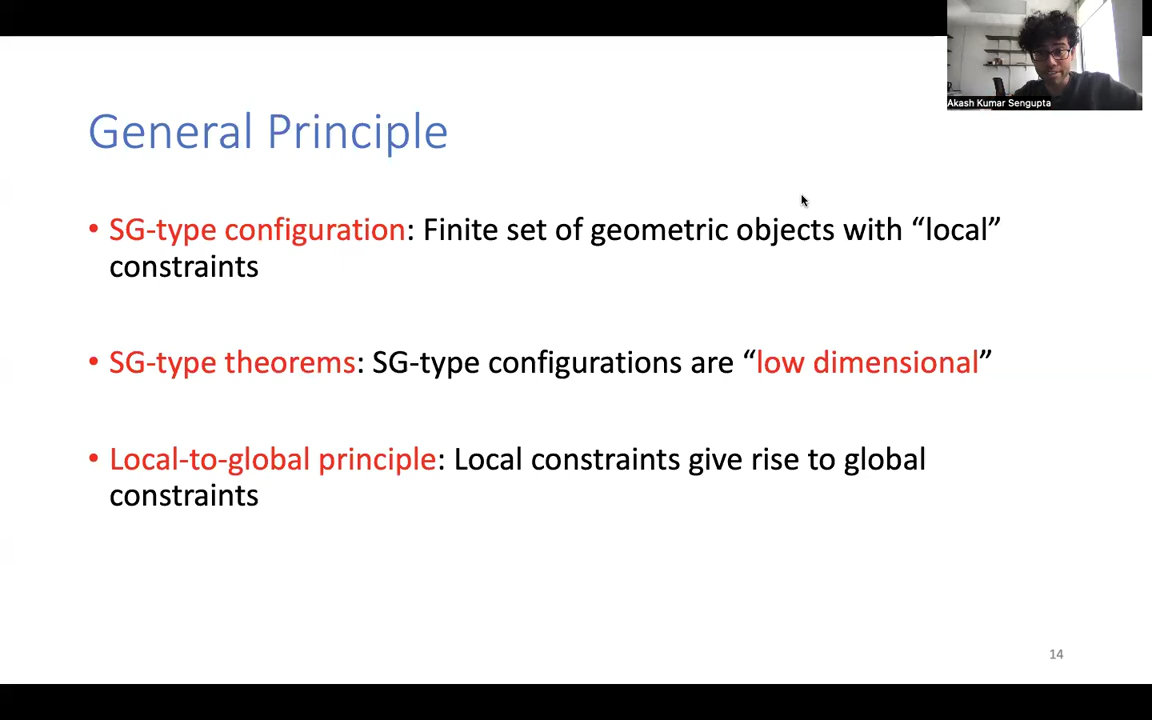 Akash Kumar Sengupta
General Principle
• SG-type configuration: Finite set of geometric objects with “local”
constraints
• SG-type theorems: SG-type configurations are “low dimensional”
• Local-to-global principle: Local constraints give rise to global
constraints
14